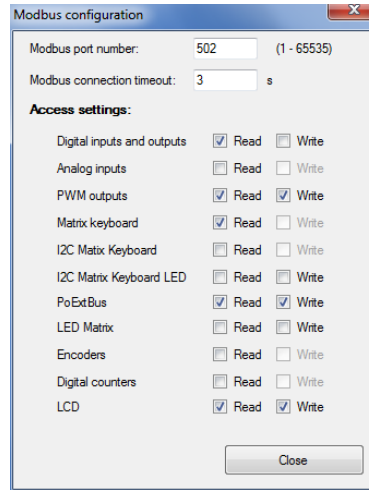 Modbus configuration
Modbus port number: 502 (1 - 65535)
Modbus connection timeout: 3 s
Access settings:
Digital inputs and outputs Read Write
Analog inputs Read Write
PWM outputs Read Write
Matrix keyboard Read Write
I2C Matix Keyboard Read Write
I2C Matrix Keyboard LED Read Write
PoExtBus Read Write
LED Matrix Read Write
Encoders Read Write
Digital counters Read Write
LCD Read Write
Close